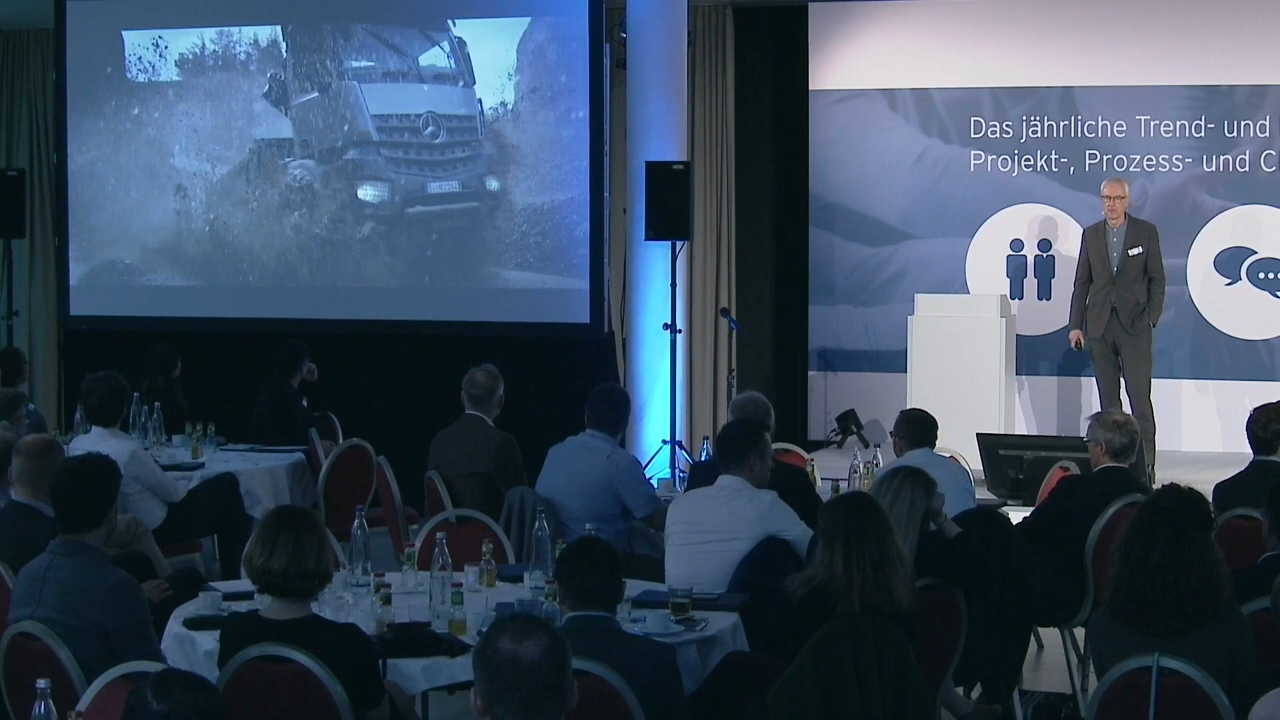 Das jährliche Trend- und
Projekt-, Prozess- und C